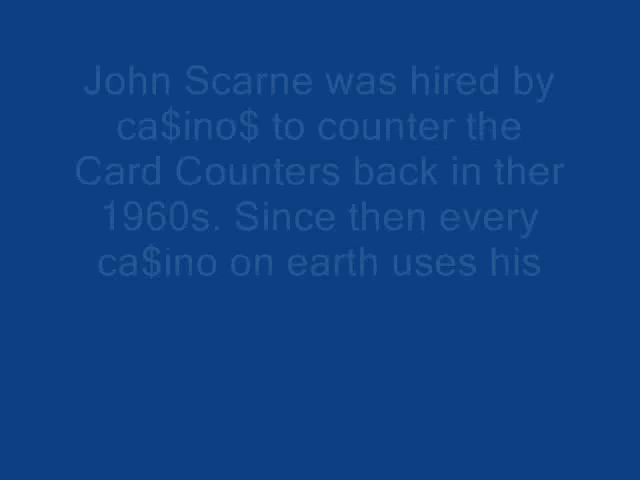 John Scarne was hired by
ca$ino$ to counter the
Card Counters back in ther
1960s. Since then every
ca$ino on earth uses his